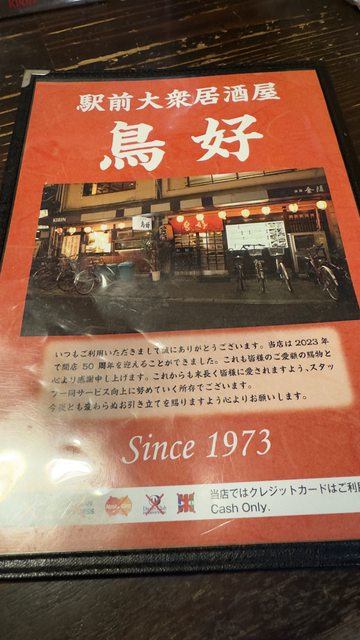 駅前大衆居酒屋
鳥好
いつもご利用いただきまして誠にありがとうございます。当店は2023年
で開店 50 周年を迎えることができました。これも皆様のご愛顧の賜物と
心より感謝申し上げます。これからも末長く皆様に愛されますよう、スタッ
フ一同サービス向上に努めていく所存でございます。
今後とも変わらぬお引き立てを賜りますよう心よりお願いします。
Since 1973
当店ではクレジットカードはご利
Cash Only.